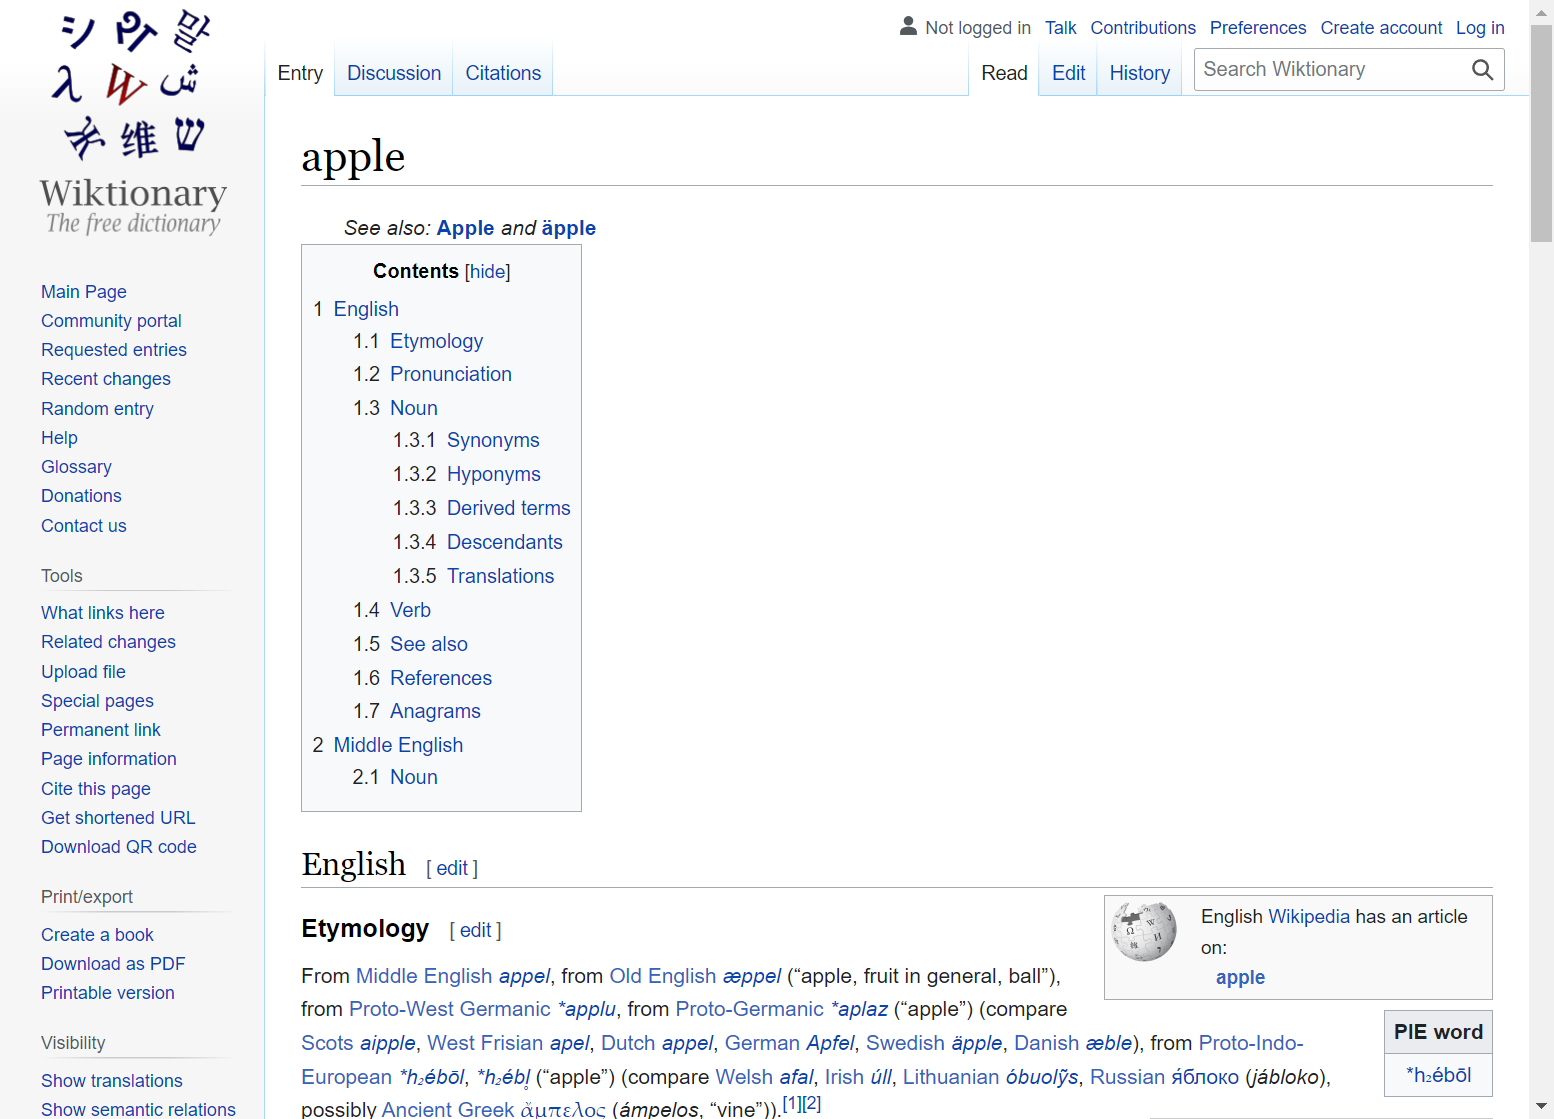 シ դ 말
λ W ش
अ 维 ש
Wiktionary
The free dictionary
Main Page
Community portal
Requested entries
Recent changes
Random entry
Help
Glossary
Donations
Contact us
Tools
What links here
Related changes
Upload file
Special pages
Permanent link
Page information
Cite this page
Get shortened URL
Download QR code
Print/export
Create a book
Download as PDF
Printable version
Visibility
Show translations
Show semantic relations
Not logged in Talk Contributions Preferences Create account Log in
Entry Discussion Citations Read Edit History Search Wiktionary
apple
See also: Apple and äpple
Contents [hide]
1 English
1.1 Etymology
1.2 Pronunciation
1.3 Noun
1.3.1 Synonyms
1.3.2 Hyponyms
1.3.3 Derived terms
1.3.4 Descendants
1.3.5 Translations
1.4 Verb
1.5 See also
1.6 References
1.7 Anagrams
2 Middle English
2.1 Noun
English [ edit ]
Etymology [ edit ]
From Middle English appel, from Old English æppel (“apple, fruit in general, ball”),
from Proto-West Germanic *applu, from Proto-Germanic *aplaz (“apple”) (compare
Scots aipple, West Frisian apel, Dutch appel, German Apfel, Swedish äpple, Danish æble), from Proto-Indo-
European *h₂ébōl, *h₂ébl̥ (“apple”) (compare Welsh afal, Irish úll, Lithuanian óbuolỹs, Russian я́блоко (jábloko),
possibly Ancient Greek ἄμπελος (ámpelos, “vine”)).[1][2]
English Wikipedia has an article
on:
apple
PIE word
*h₂ébōl